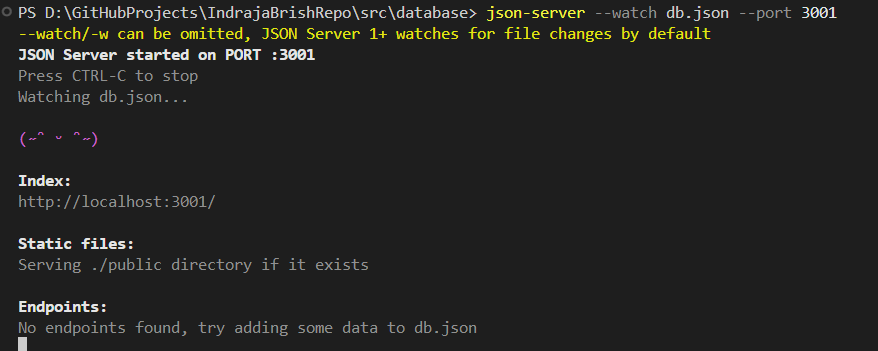 PS D:\GitHubProjects\IndrajaBrishRepo\src\database> json-server --watch db.json --port 3001
--watch/-w can be omitted, JSON Server 1+ watches for file changes by default
JSON Server started on PORT :3001
Press CTRL-C to stop
Watching db.json...
(˶ᵔ ᵕ ᵔ˶)
Index:
http://localhost:3001/
Static files:
Serving ./public directory if it exists
Endpoints:
No endpoints found, try adding some data to db.json